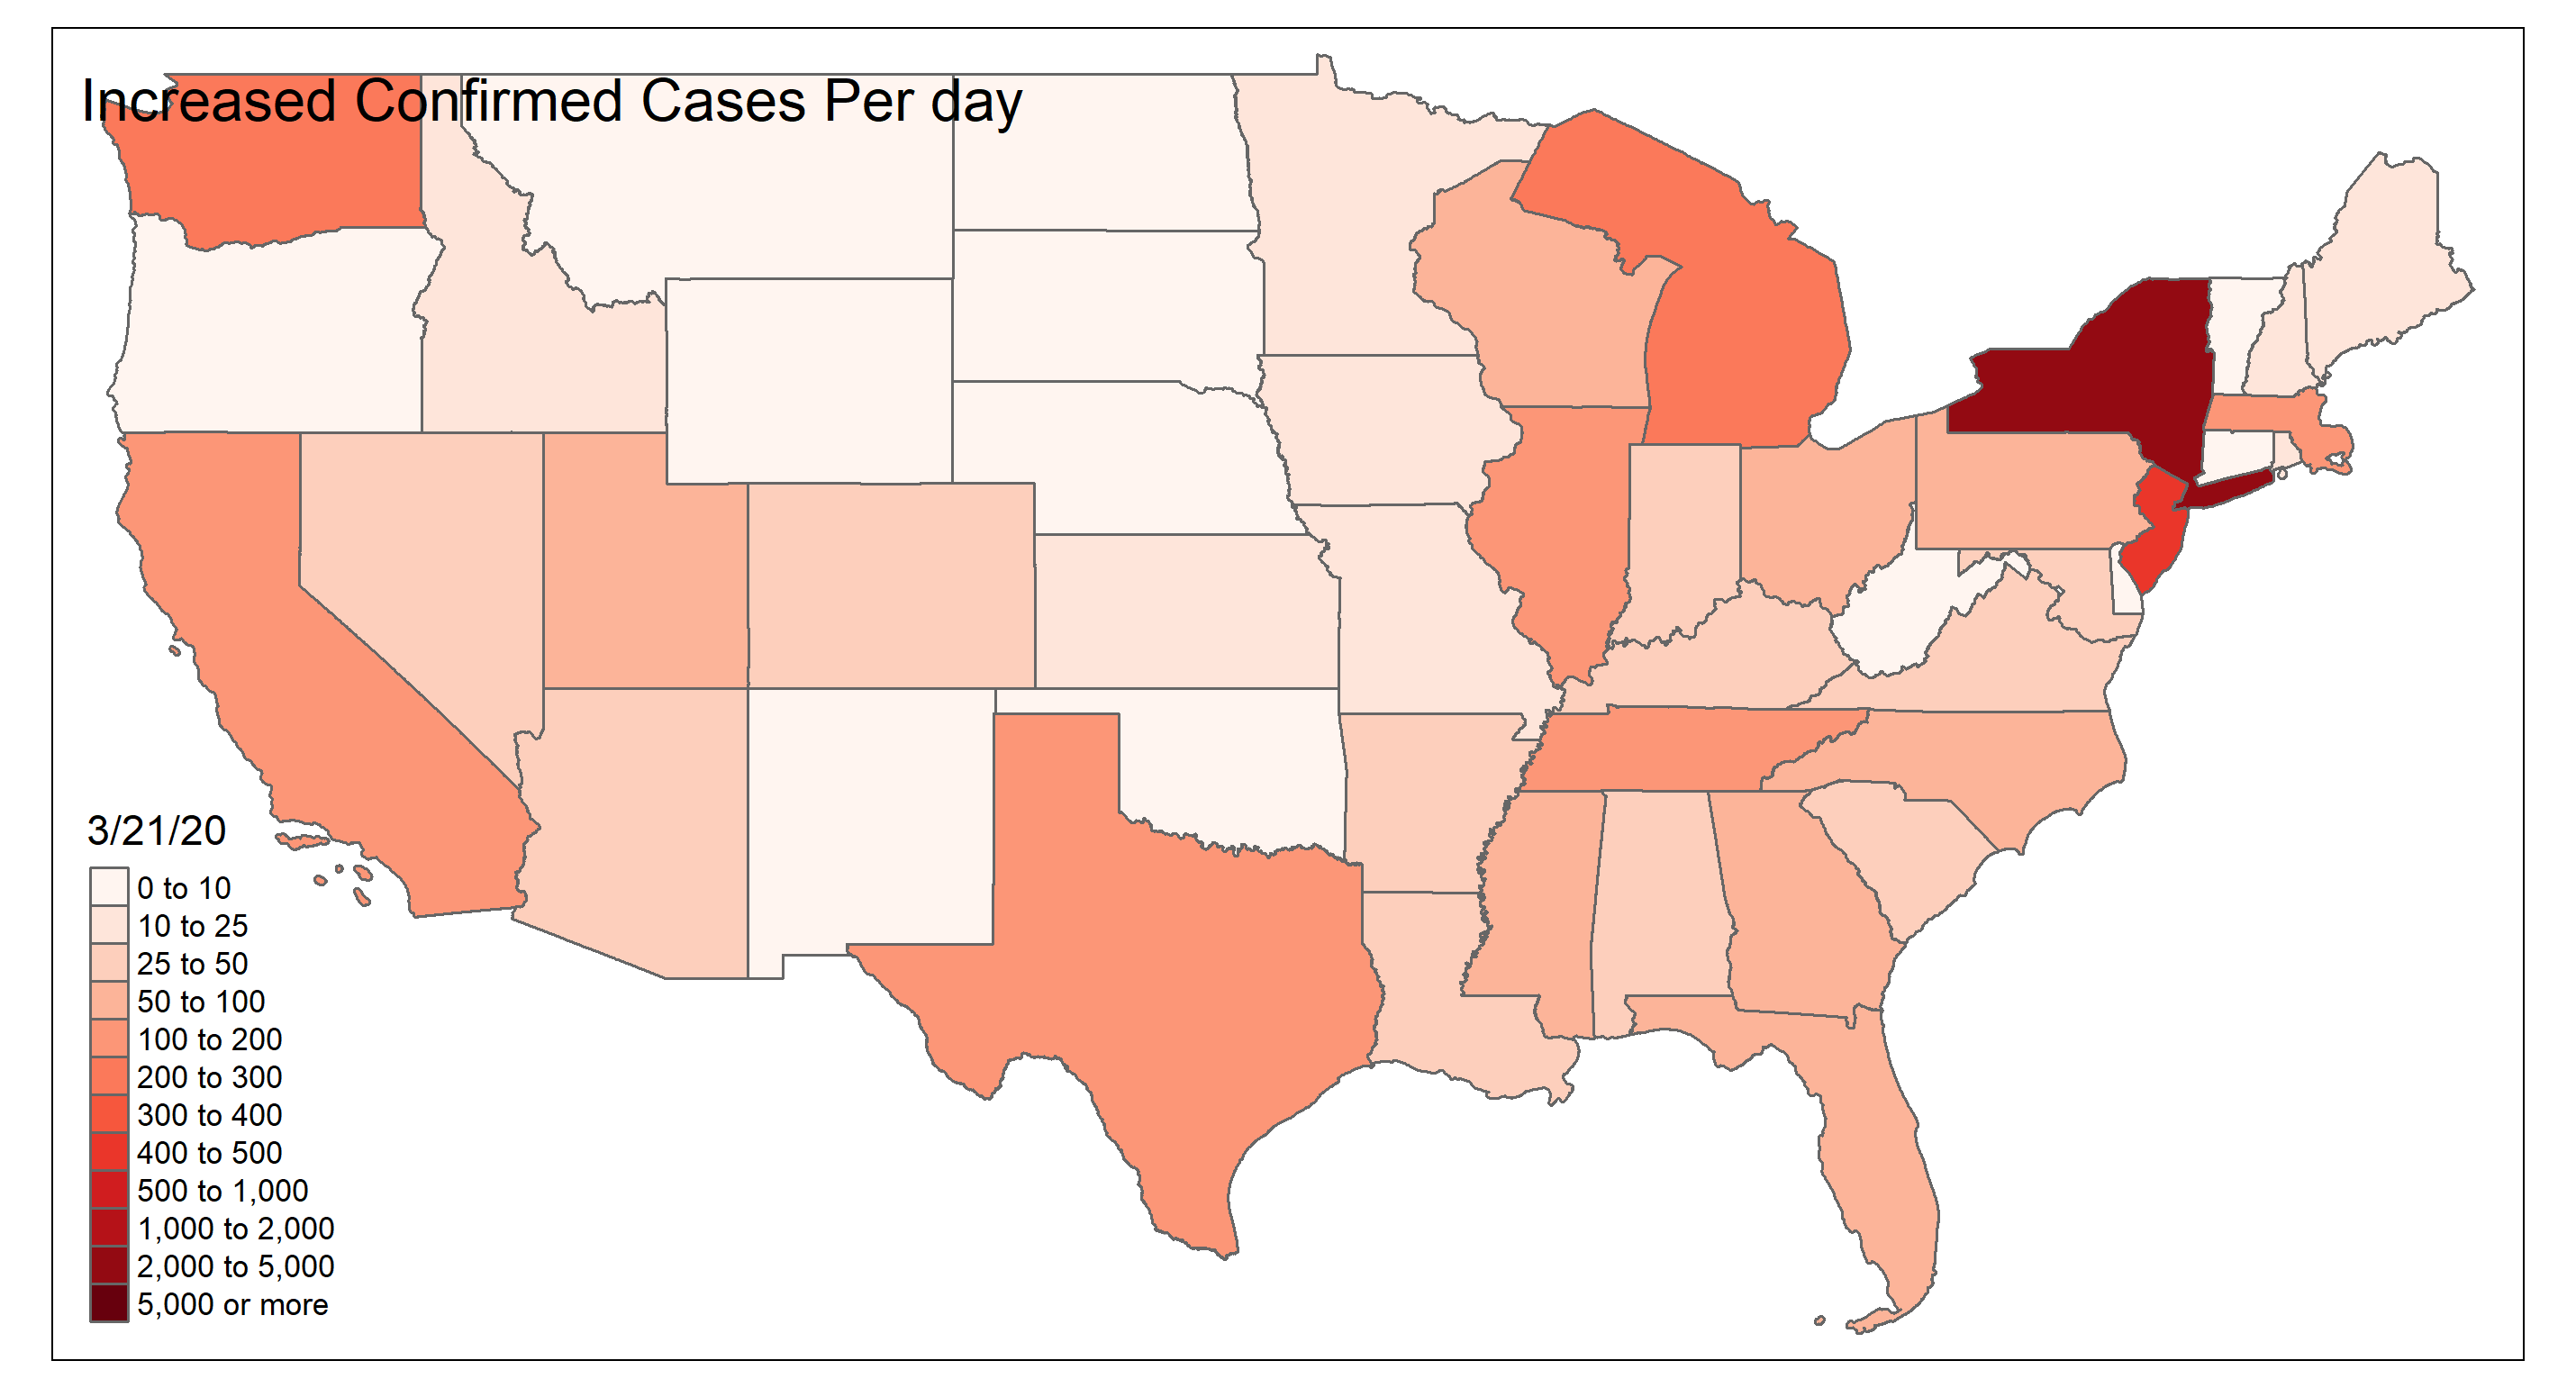 Increased Confirmed Cases Per day
3/21/20
0 to 10
10 to 25
25 to 50
50 to 100
100 to 200
200 to 300
300 to 400
400 to 500
500 to 1,000
1,000 to 2,000
2,000 to 5,000
5,000 or more